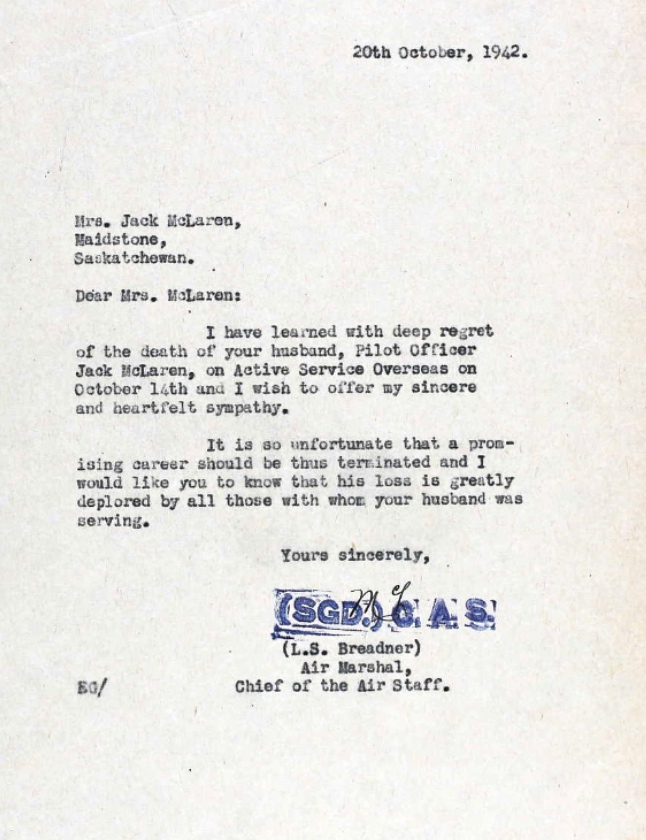 20th October, 1942.
Mrs. Jack McLaren,
Maidstone,
Saskatchewan.
Dear Mrs. McLaren:
I have learned with deep regret
of the death of your husband, Pilot Officer
Jack McLaren, on Active Service Overseas on
October 14th and I wish to offer my sincere
and heartfelt sympathy.
It is so unfortunate that a prom-
ising career should be thus terminated and I
would like you to know that his loss is greatly
deplored by all those with whom your husband was
serving.
Yours sincerely,
(SGD.) C. A. S.
(L.S. Breadner)
Air Marshal,
EG/ Chief of the Air Staff.